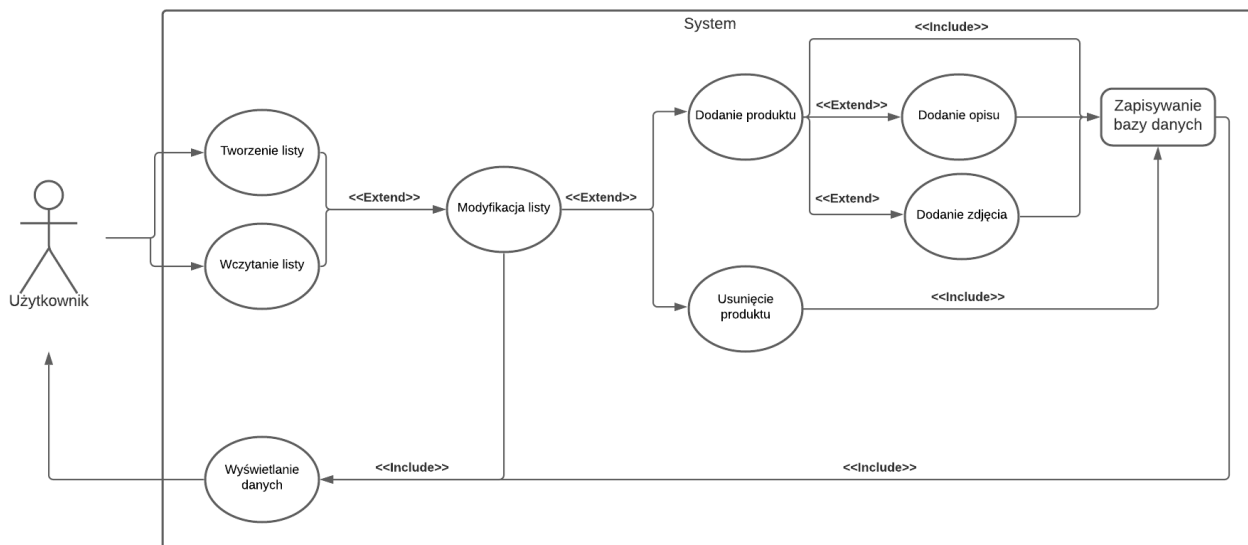 System
<<Include>>
Dodanie produktu
<<Extend>>
Dodanie opisu
Zapisywanie
bazy danych
Tworzenie listy
<<Extend>>
Modyfikacja listy
<<Extend>>
<<Extend>
Dodanie zdjęcia
Wczytanie listy
Użytkownik
Usunięcie
produktu
<<Include>>
Wyświetlanie
danych
<<Include>>
<<Include>>